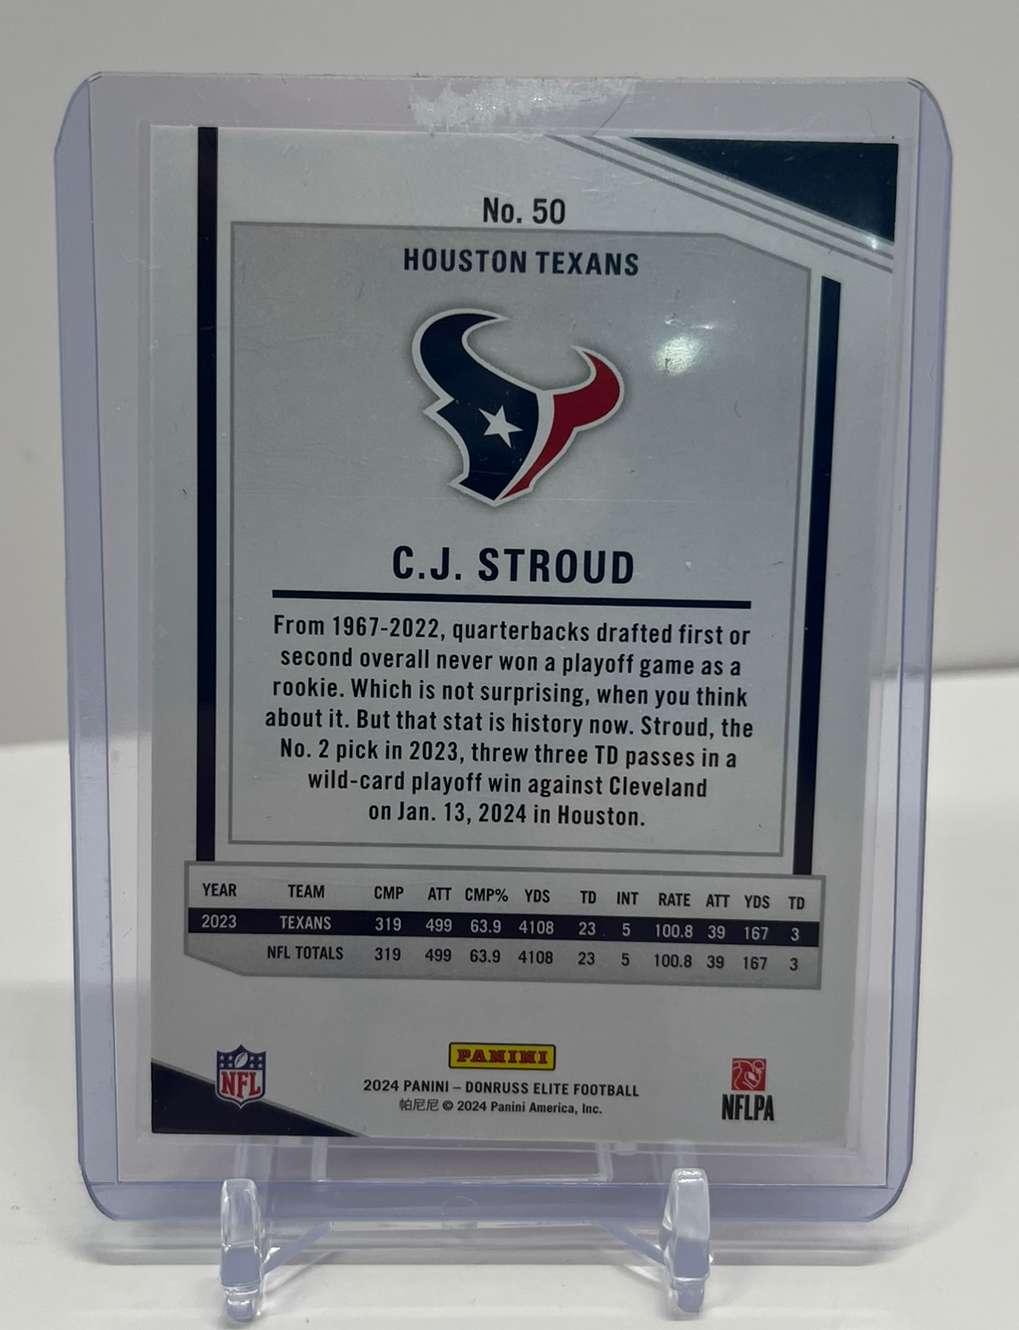 No. 50
HOUSTON TEXANS
C.J. STROUD
From 1967-2022, quarterbacks drafted first or
second overall never won a playoff game as a
rookie. Which is not surprising, when you think
about it. But that stat is history now. Stroud, the
No. 2 pick in 2023, threw three TD passes in a
wild-card playoff win against Cleveland
on Jan. 13, 2024 in Houston.
YEAR TEAM CMP ATT CMP% YDS TD INT RATE ATT YDS TD
2023 TEXANS 319 499 63.9 4108 23 5 100.8 39 167 3
NFL TOTALS 319 499 63.9 4108 23 5 100.8 39 167 3
NFL
PANINI
2024 PANINI – DONRUSS ELITE FOOTBALL
帕尼尼 © 2024 Panini America, Inc.
NFLPA